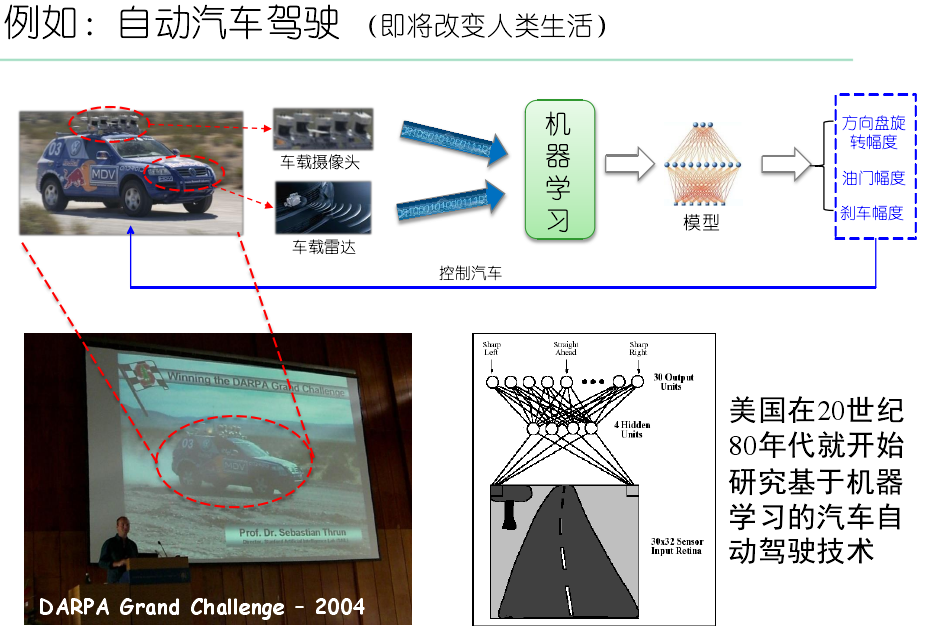 例如：自动汽车驾驶 （即将改变人类生活）
03
MDV
车载摄像头
车载雷达
机
器
学
习
模型
方向盘旋
转幅度
油门幅度
刹车幅度
控制汽车
Winning the DARPA Grand Challenge
03
MDV
Prof. Dr. Sebastian Thrun
DARPA Grand Challenge - 2004
Sharp
Left
Straight
Ahead
Sharp
Right
30 Output
Units
4 Hidden
Units
30x32 Sensor
Input Retina
美国在20世纪
80年代就开始
研究基于机器
学习的汽车自
动驾驶技术